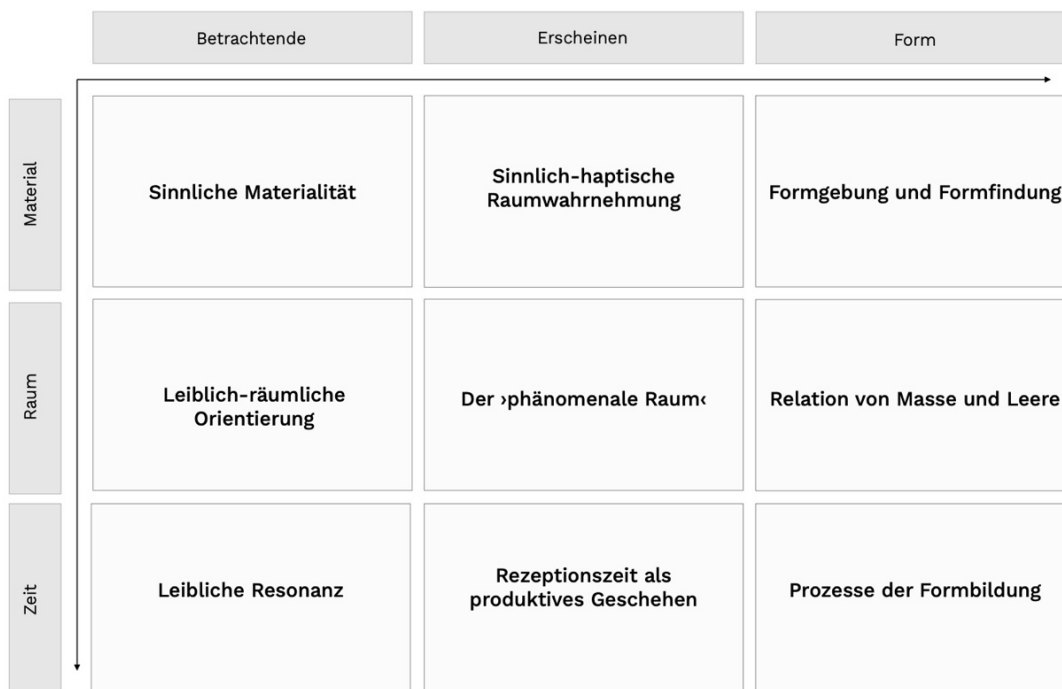 Betrachtende
Erscheinen
Form
Material
Sinnliche Materialität
Sinnlich-haptische
Raumwahrnehmung
Formgebung und Formfindung
Raum
Leiblich-räumliche
Orientierung
Der ›phänomenale Raum‹
Relation von Masse und Leere
Zeit
Leibliche Resonanz
Rezeptionszeit als
produktives Geschehen
Prozesse der Formbildung